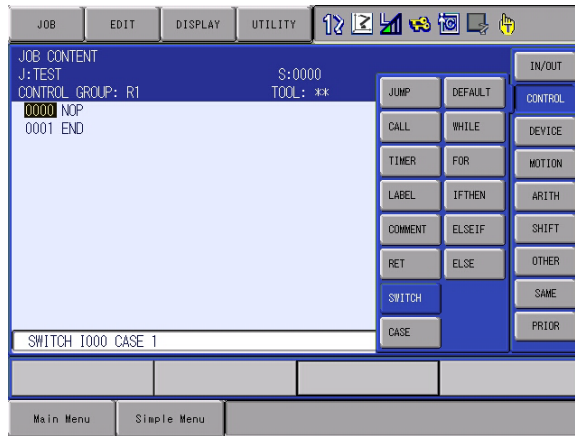 JOB EDIT DISPLAY UTILITY
JOB CONTENT
J:TEST S:0000
CONTROL GROUP: R1 TOOL: **
0000 NOP
0001 END
JUMP DEFAULT
CALL WHILE
TIMER FOR
LABEL IFTHEN
COMMENT ELSEIF
RET ELSE
SWITCH
CASE
IN/OUT
CONTROL
DEVICE
MOTION
ARITH
SHIFT
OTHER
SAME
PRIOR
SWITCH I000 CASE 1
Main Menu Simple Menu